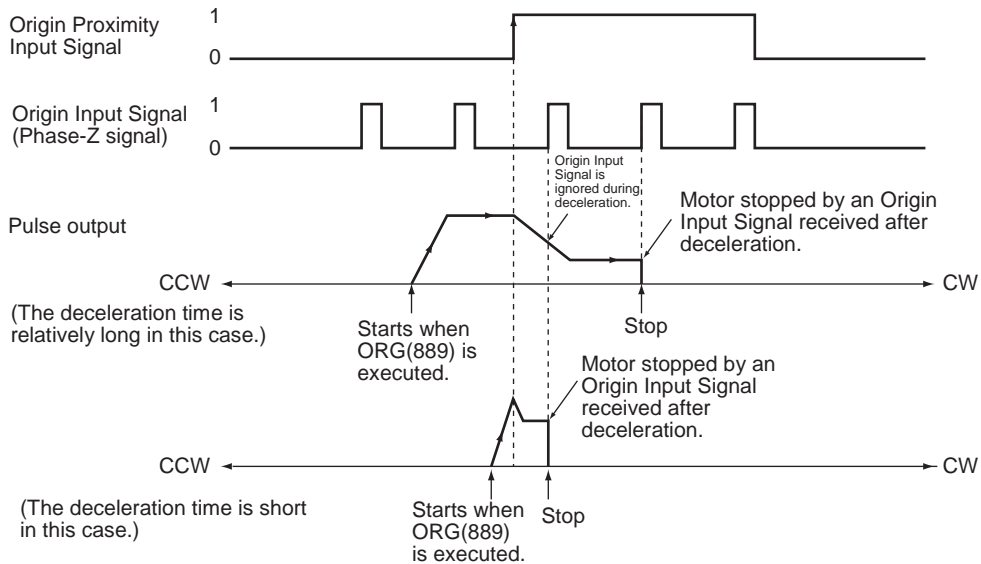 Origin Proximity
Input Signal
1
0
Origin Input Signal
(Phase-Z signal)
1
0
Origin Input
Signal is
ignored during
deceleration.
Pulse output
Motor stopped by an Origin
Input Signal received after
deceleration.
CCW
CW
(The deceleration time is
relatively long in this case.)
Starts when
ORG(889) is
executed.
Stop
Motor stopped by an
Origin Input Signal
received after
deceleration.
CCW
CW
(The deceleration time is short
in this case.)
Starts when
ORG(889)
is executed.
Stop